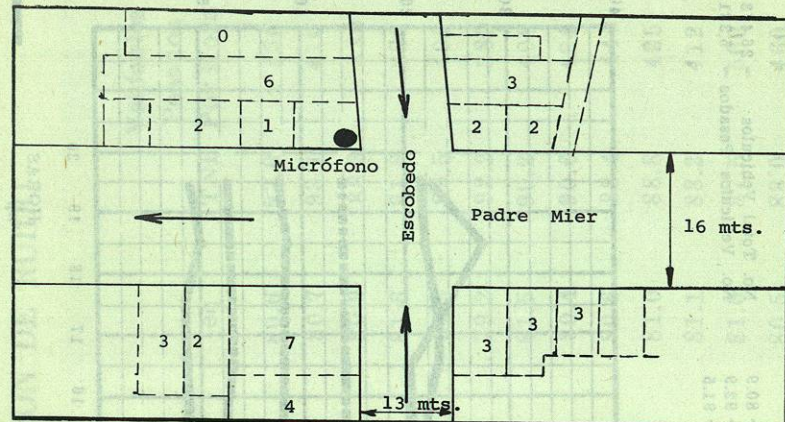 0
6
3
2 1
2 2
Micrófono
Escobedo
Padre Mier
16 mts.
3 2 7
3 3 3
4
13 mts.